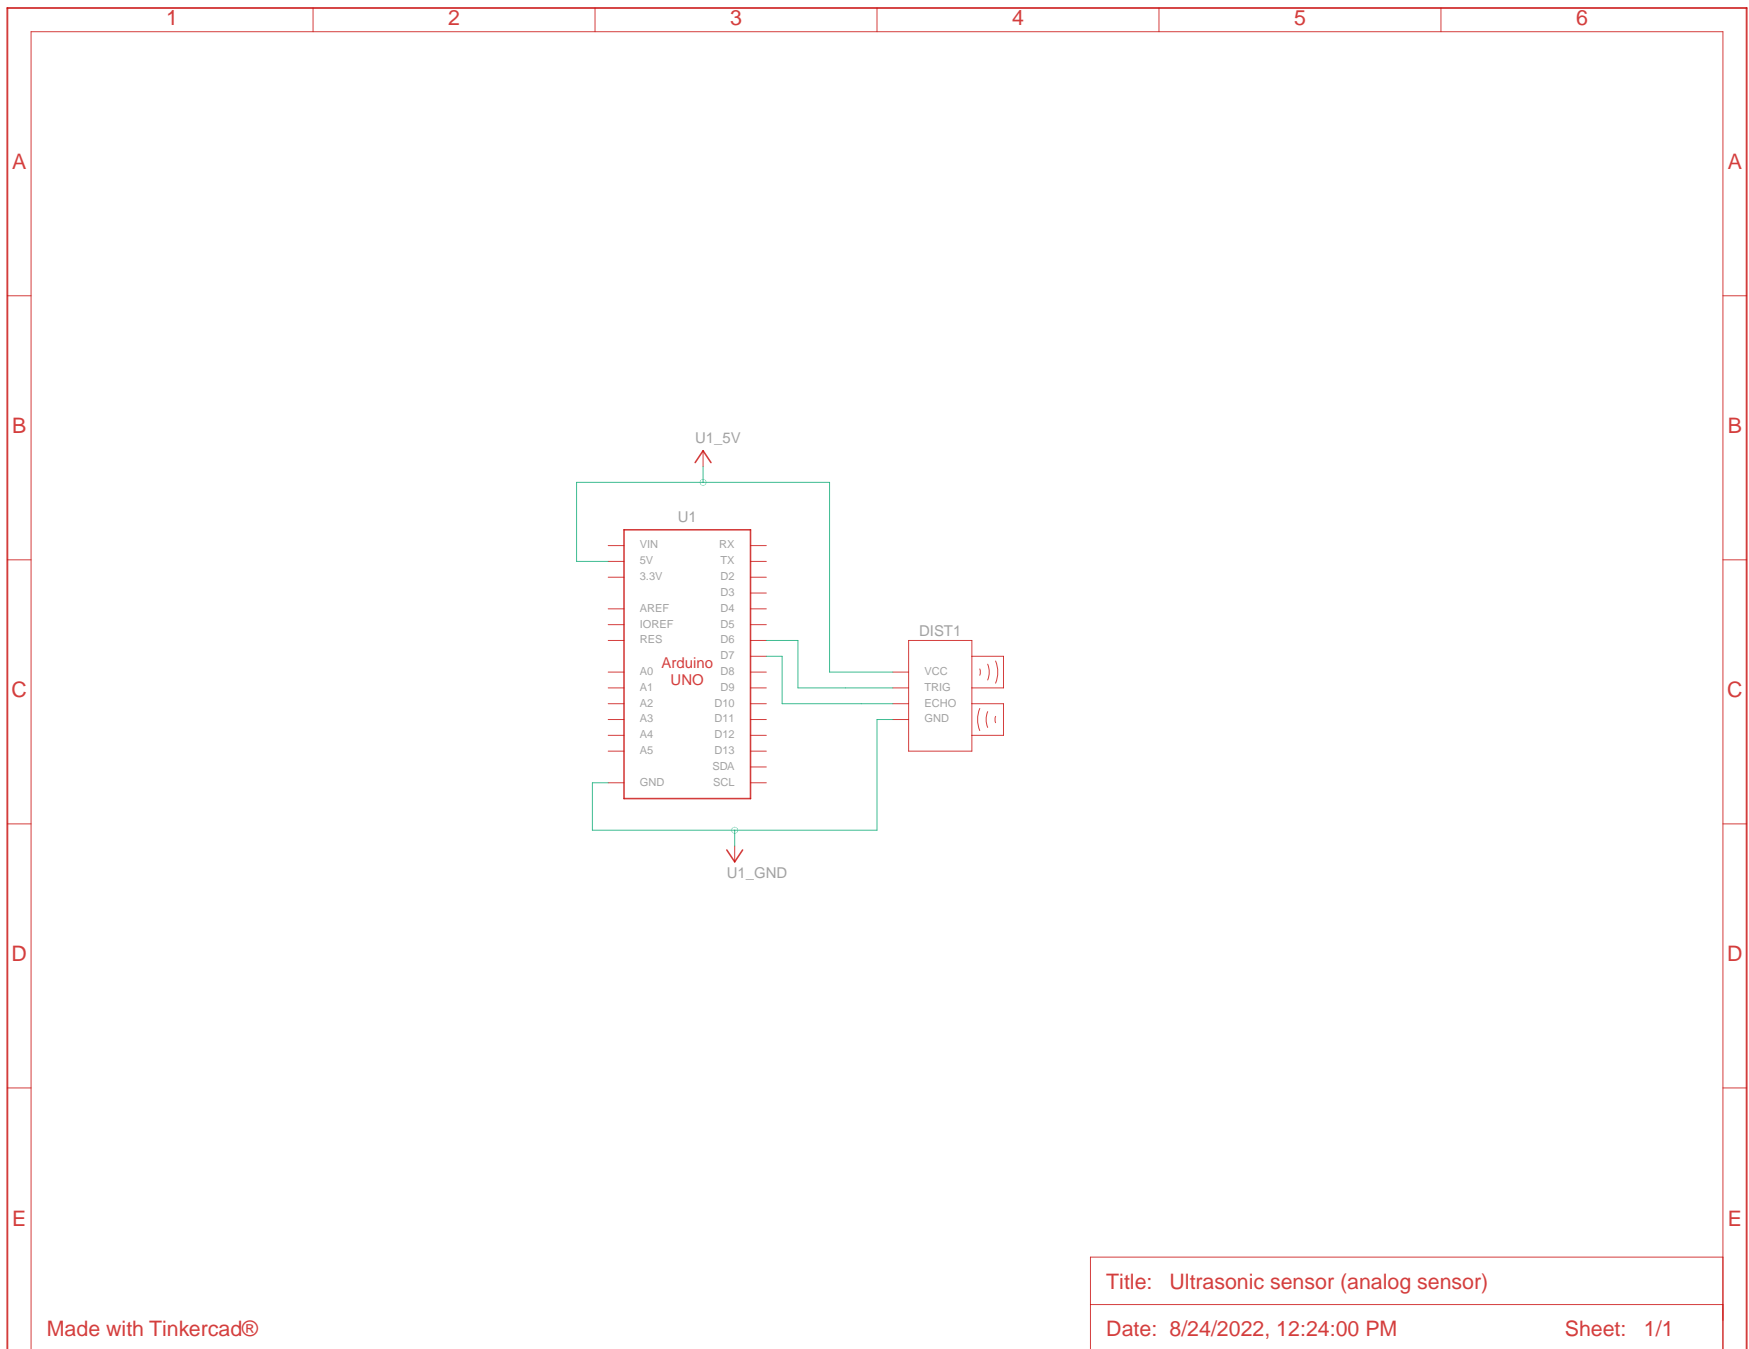 1 2 3 4 5 6
A A
B B
U1_5V
U1
VIN RX
5V TX
3.3V D2
D3
AREF D4
IOREF D5
RES D6
D7
Arduino
UNO
A0 D8
A1 D9
A2 D10
A3 D11
A4 D12
A5 D13
SDA
GND SCL
DIST1
VCC
TRIG
ECHO
GND
C C
U1_GND
D D
E E
Title: Ultrasonic sensor (analog sensor)
Made with Tinkercad®
Date: 8/24/2022, 12:24:00 PM Sheet: 1/1